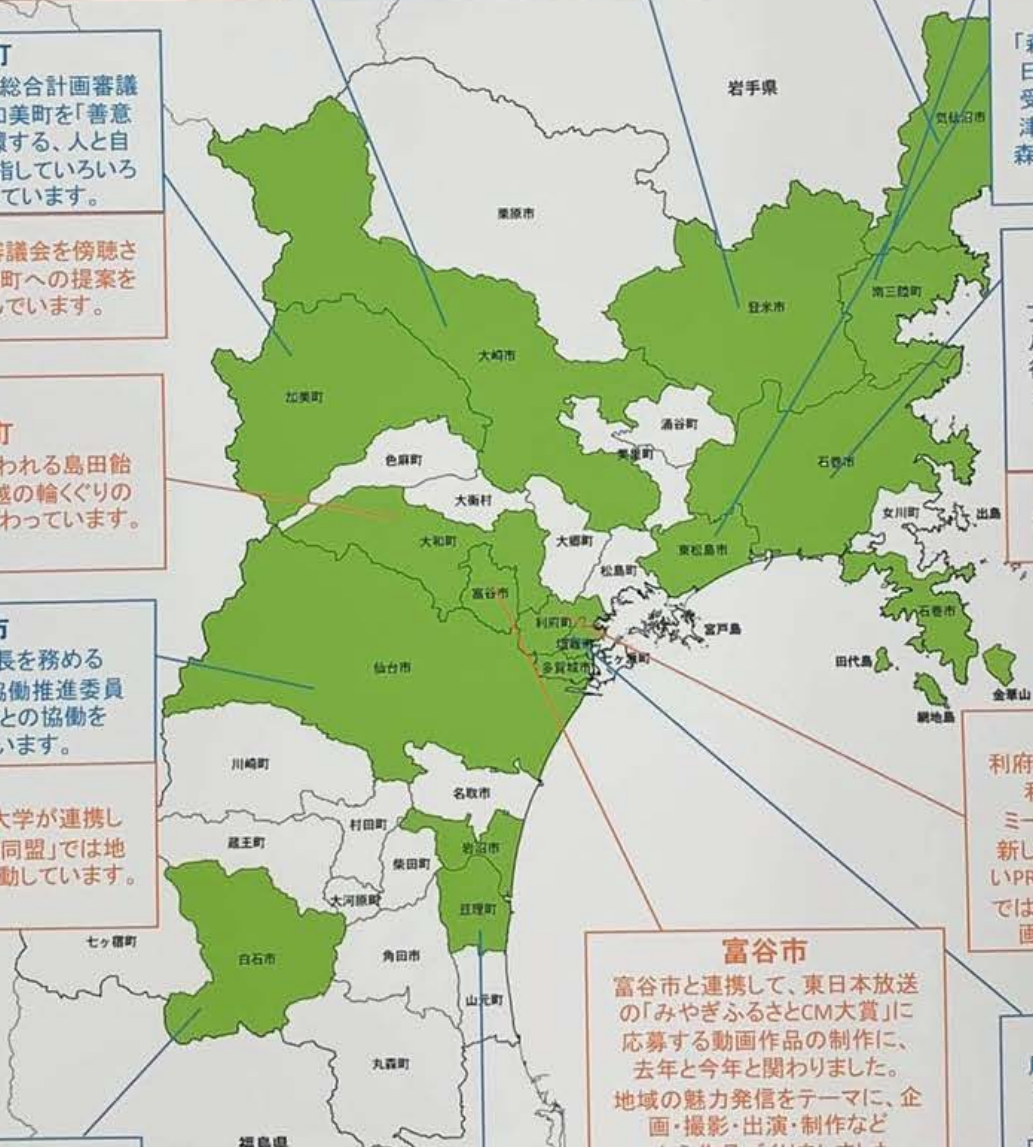 町
総合計画審議
加美町を「善意
環する、人と自
指していろいろ
ています。
審議会を傍聴さ
町への提案を
んでいます。
町
われる島田飴
越の輪くぐりの
わっています。
市
長を務める
協働推進委員
との協働を
います。
大学が連携し
同盟」では地
動しています。
岩手県
気仙沼市
栗原市
登米市
南三陸町
大崎市
加美町
涌谷町
美里町
色麻町
石巻市
大衡村
女川町
出島
大和町
大郷町
東松島市
松島町
富谷市
利府町
塩竈市
宮戸島
石巻市
仙台市
多賀城市
七ヶ浜町
田代島
金華山
網地島
川崎町
名取市
村田町
蔵王町
岩沼市
柴田町
大河原町
亘理町
七ヶ宿町
白石市
角田市
山元町
丸森町
福島県
「森
日
受
津
森
利府
ミー
新し
いPR
では
画
富谷市
富谷市と連携して、東日本放送
の「みやぎふるさとCM大賞」に
応募する動画作品の制作に、
去年と今年と関わりました。
地域の魅力発信をテーマに、企
画・撮影・出演・制作など